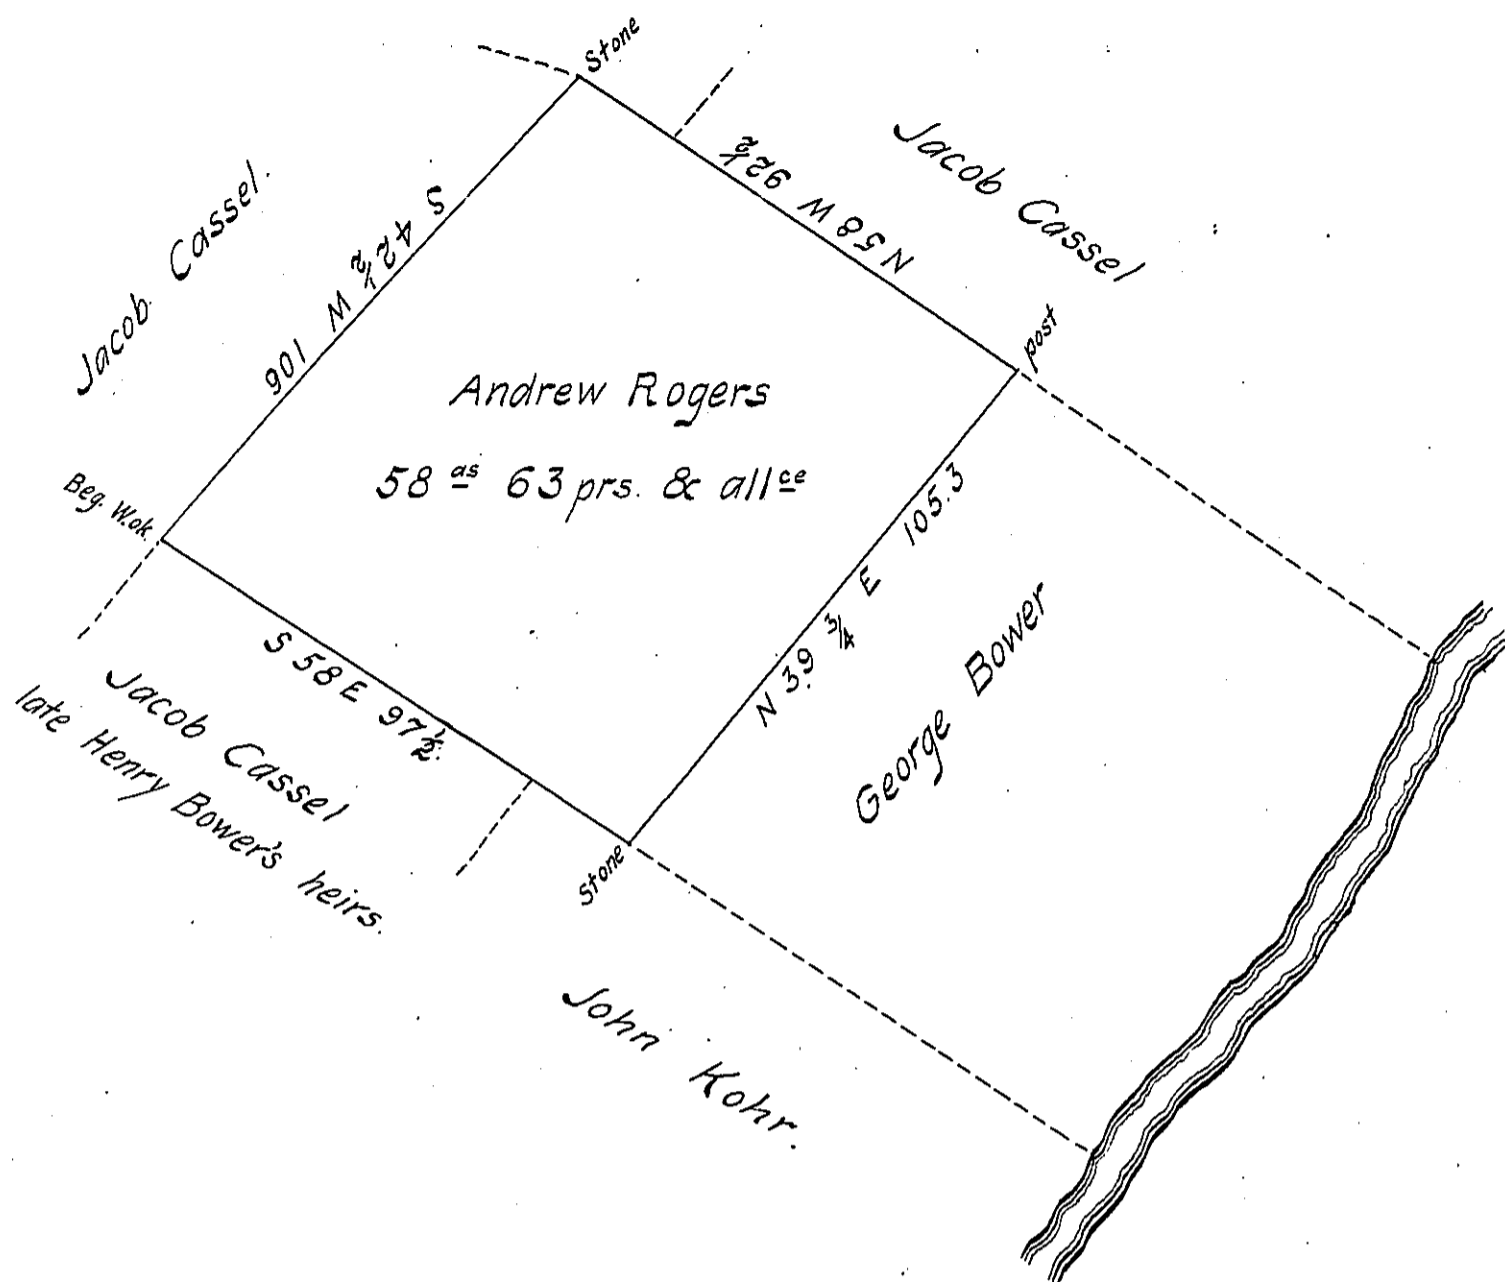 Stone
Jacob Cassel
N 58 W 92½
Jacob Cassel.
S 42½ W 106
post
Andrew Rogers
58 as 63 prs. & allce
Beg. W.ok.
N 39 ¾ E 105.3
George Bower
S 58 E 97½
Jacob Cassel
late Henry Bower's heirs.
Stone
John Kohr.